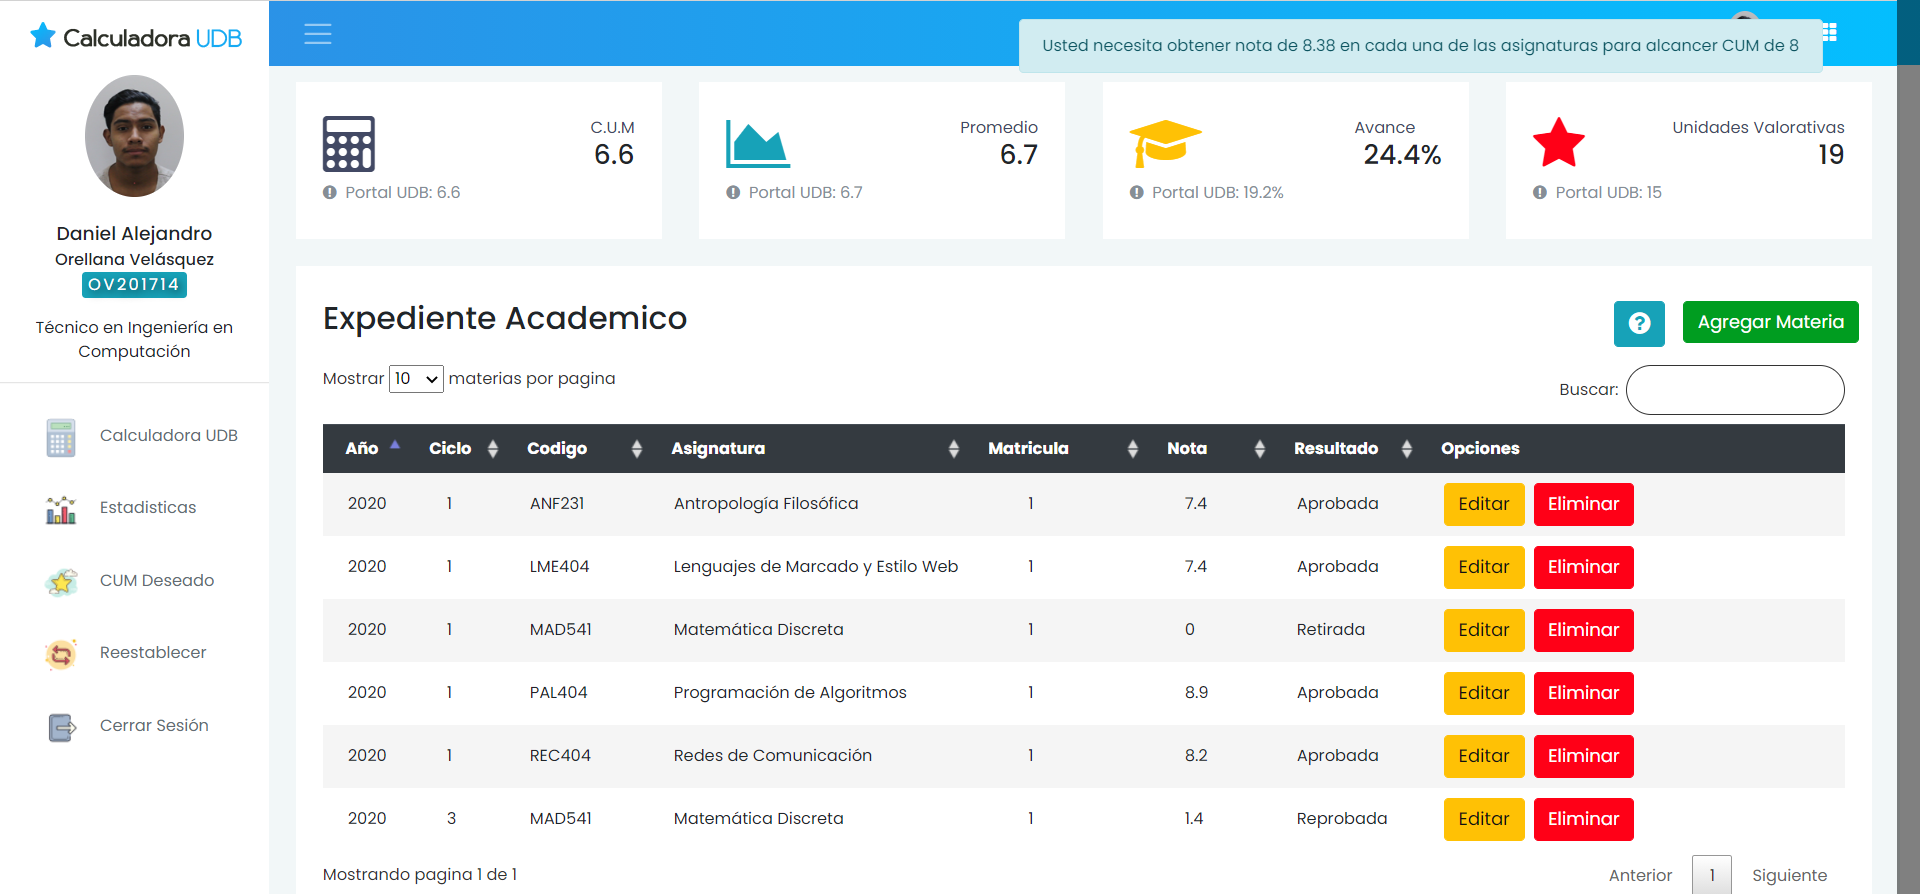 Calculadora UDB
Daniel Alejandro
Orellana Velásquez
OV201714
Técnico en Ingeniería en
Computación
Calculadora UDB
Estadisticas
CUM Deseado
Reestablecer
Cerrar Sesión
Usted necesita obtener nota de 8.38 en cada una de las asignaturas para alcancer CUM de 8
C.U.M
6.6
Portal UDB: 6.6
Promedio
6.7
Portal UDB: 6.7
Avance
24.4%
Portal UDB: 19.2%
Unidades Valorativas
19
Portal UDB: 15
Expediente Academico
? Agregar Materia
Mostrar 10 materias por pagina
Buscar:
Año Ciclo Codigo Asignatura Matricula Nota Resultado Opciones
2020 1 ANF231 Antropología Filosófica 1 7.4 Aprobada Editar Eliminar
2020 1 LME404 Lenguajes de Marcado y Estilo Web 1 7.4 Aprobada Editar Eliminar
2020 1 MAD541 Matemática Discreta 1 0 Retirada Editar Eliminar
2020 1 PAL404 Programación de Algoritmos 1 8.9 Aprobada Editar Eliminar
2020 1 REC404 Redes de Comunicación 1 8.2 Aprobada Editar Eliminar
2020 3 MAD541 Matemática Discreta 1 1.4 Reprobada Editar Eliminar
Mostrando pagina 1 de 1
Anterior 1 Siguiente